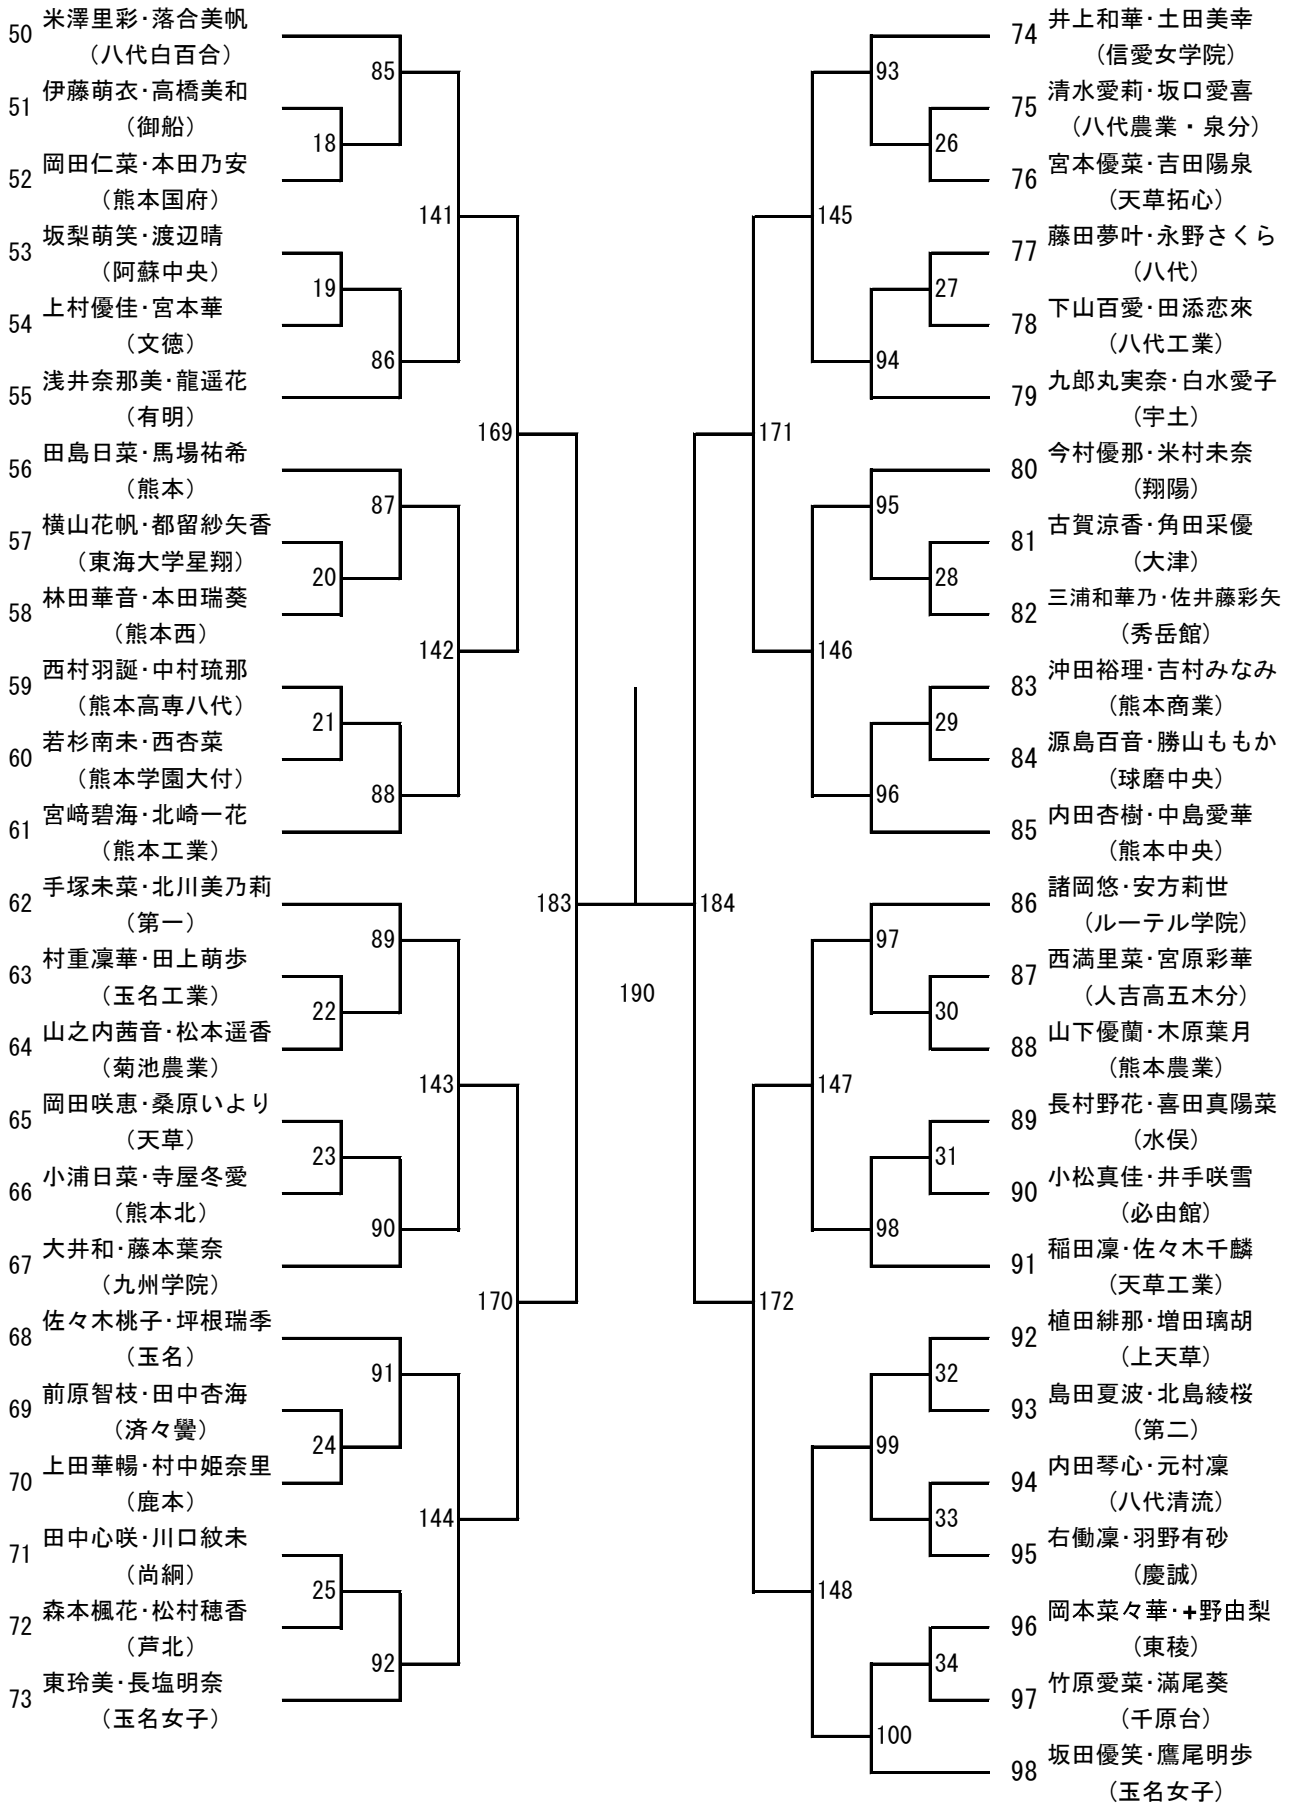 50 米澤里彩・落合美帆
(八代白百合)
85
51 伊藤萌衣・高橋美和
(御船)
18
52 岡田仁菜・本田乃安
(熊本国府)
141
53 坂梨萌笑・渡辺晴
(阿蘇中央)
19
54 上村優佳・宮本華
(文徳)
86
55 浅井奈那美・龍遥花
(有明)
169
56 田島日菜・馬場祐希
(熊本)
87
57 横山花帆・都留紗矢香
(東海大学星翔)
20
58 林田華音・本田瑞葵
(熊本西)
142
59 西村羽誕・中村琉那
(熊本高専八代)
21
60 若杉南未・西杏菜
(熊本学園大付)
88
61 宮﨑碧海・北崎一花
(熊本工業)
62 手塚未菜・北川美乃莉
(第一)
183
89
63 村重凜華・田上萌歩
(玉名工業)
22
64 山之内茜音・松本遥香
(菊池農業)
143
65 岡田咲恵・桑原いより
(天草)
23
66 小浦日菜・寺屋冬愛
(熊本北)
90
67 大井和・藤本葉奈
(九州学院)
170
68 佐々木桃子・坪根瑞季
(玉名)
91
69 前原智枝・田中杏海
(済々黌)
24
70 上田華暢・村中姫奈里
(鹿本)
144
71 田中心咲・川口紋未
(尚絅)
25
72 森本楓花・松村穂香
(芦北)
92
73 東玲美・長塩明奈
(玉名女子)
190
74 井上和華・土田美幸
(信愛女学院)
93
75 清水愛莉・坂口愛喜
(八代農業・泉分)
26
76 宮本優菜・吉田陽泉
(天草拓心)
145
77 藤田夢叶・永野さくら
(八代)
27
78 下山百愛・田添恋來
(八代工業)
94
79 九郎丸実奈・白水愛子
(宇土)
171
80 今村優那・米村未奈
(翔陽)
95
81 古賀涼香・角田采優
(大津)
28
82 三浦和華乃・佐井藤彩矢
(秀岳館)
146
83 沖田裕理・吉村みなみ
(熊本商業)
29
84 源島百音・勝山ももか
(球磨中央)
96
85 内田杏樹・中島愛華
(熊本中央)
86 諸岡悠・安方莉世
(ルーテル学院)
184
97
87 西満里菜・宮原彩華
(人吉高五木分)
30
88 山下優蘭・木原葉月
(熊本農業)
147
89 長村野花・喜田真陽菜
(水俣)
31
90 小松真佳・井手咲雪
(必由館)
98
91 稲田凜・佐々木千麟
(天草工業)
172
92 植田緋那・増田璃胡
(上天草)
32
93 島田夏波・北島綾桜
(第二)
99
94 内田琴心・元村凜
(八代清流)
33
95 右働凜・羽野有砂
(慶誠)
148
96 岡本菜々華・+野由梨
(東稜)
34
97 竹原愛菜・滿尾葵
(千原台)
100
98 坂田優笑・鷹尾明歩
(玉名女子)